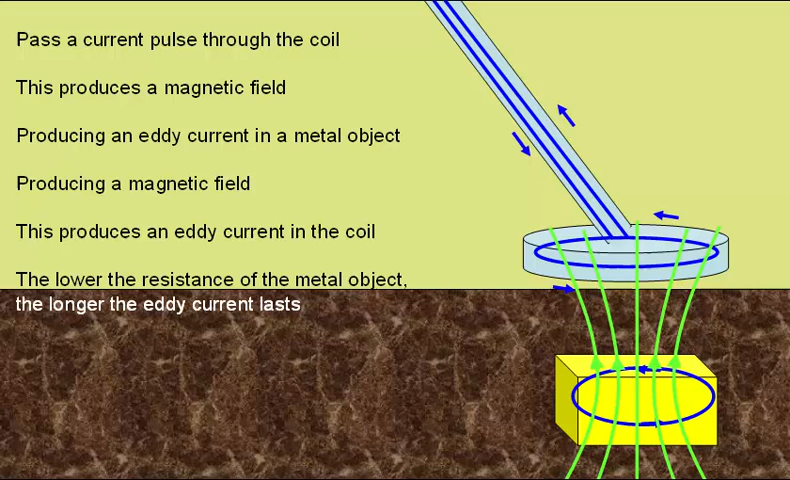 Pass a current pulse through the coil
This produces a magnetic field
Producing an eddy current in a metal object
Producing a magnetic field
This produces an eddy current in the coil
The lower the resistance of the metal object,
the longer the eddy current lasts